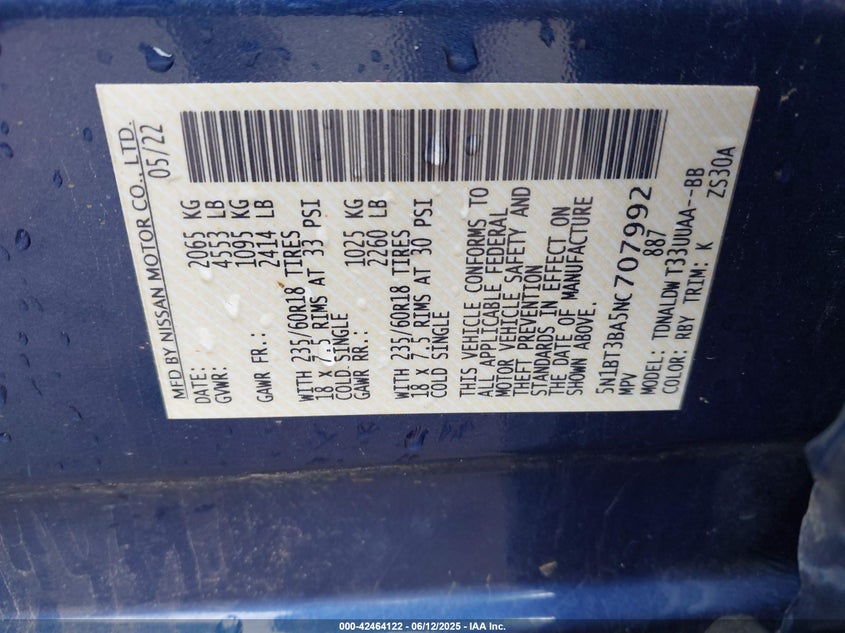 MFD BY NISSAN MOTOR CO., LTD.
DATE: 05/22
GVWR: 2065 KG
4553 LB
GAWR FR.: 1095 KG
2414 LB
WITH 235/60R18 TIRES
18 X 7.5 RIMS AT 33 PSI
COLD SINGLE
GAWR RR.: 1025 KG
2260 LB
WITH 235/60R18 TIRES
18 X 7.5 RIMS AT 30 PSI
COLD SINGLE
THIS VEHICLE CONFORMS TO
ALL APPLICABLE FEDERAL
MOTOR VEHICLE SAFETY AND
THEFT PREVENTION
STANDARDS IN EFFECT ON
THE DATE OF MANUFACTURE
SHOWN ABOVE.
5N1BT3BA5NC707992
MPV 887
MODEL: TDNALDW T33UUAA--BB
COLOR: RBY TRIM: K ZS30A
000-42464122 - 06/12/2025 - IAA Inc.